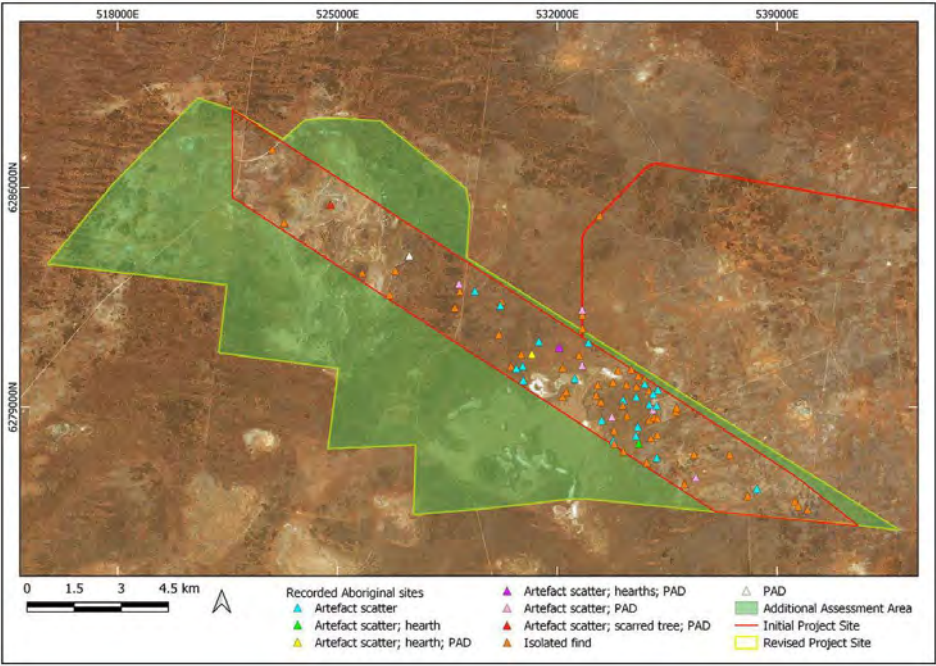 518000E 525000E 532000E 539000E
6286000N
6279000N
0 1.5 3 4.5 km
Recorded Aboriginal sites
Artefact scatter
Artefact scatter; hearth
Artefact scatter; hearth; PAD
Artefact scatter; hearths; PAD
Artefact scatter; PAD
Artefact scatter; scarred tree; PAD
Isolated find
PAD
Additional Assessment Area
Initial Project Site
Revised Project Site